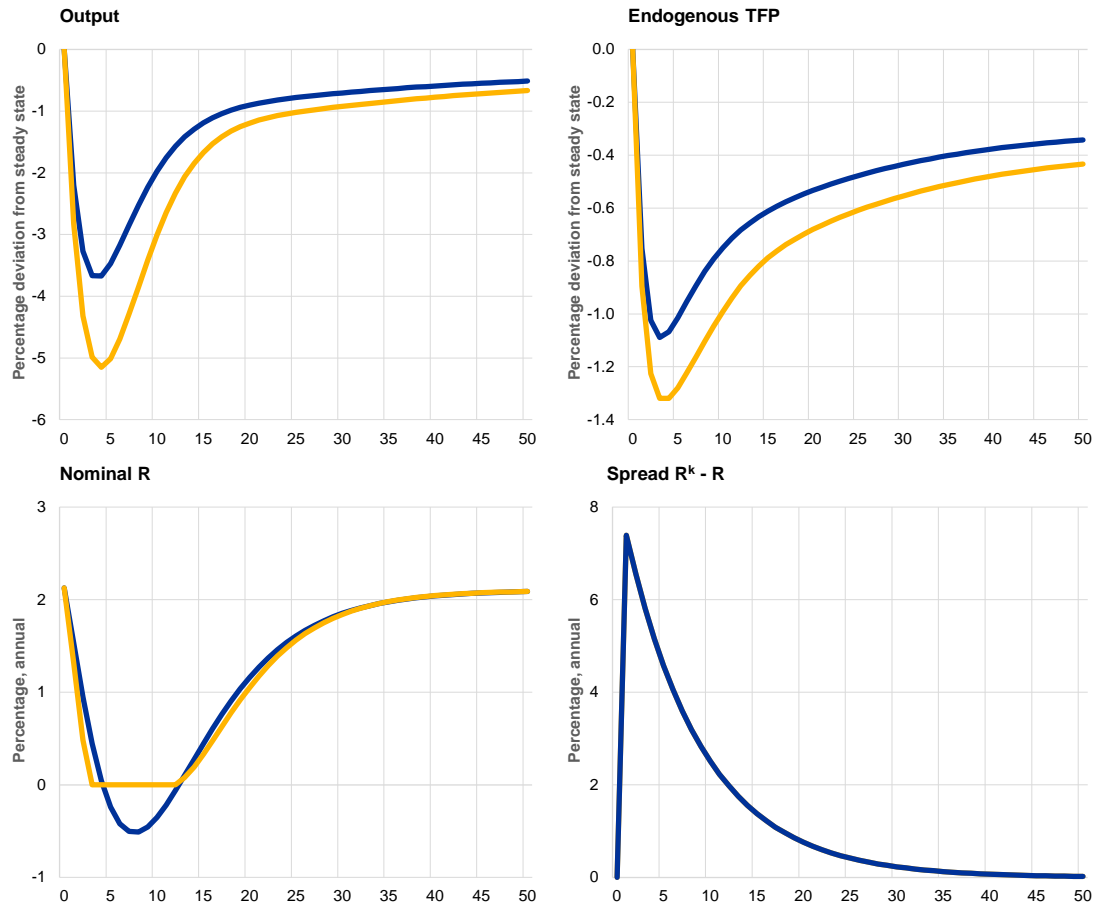 Output
Endogenous TFP
Percentage deviation from steady state
0
-1
-2
-3
-4
-5
-6
0 5 10 15 20 25 30 35 40 45 50
Percentage deviation from steady state
0.0
-0.2
-0.4
-0.6
-0.8
-1.0
-1.2
-1.4
0 5 10 15 20 25 30 35 40 45 50
Nominal R
Spread Rᵏ - R
Percentage, annual
3
2
1
0
-1
0 5 10 15 20 25 30 35 40 45 50
Percentage, annual
8
6
4
2
0
0 5 10 15 20 25 30 35 40 45 50